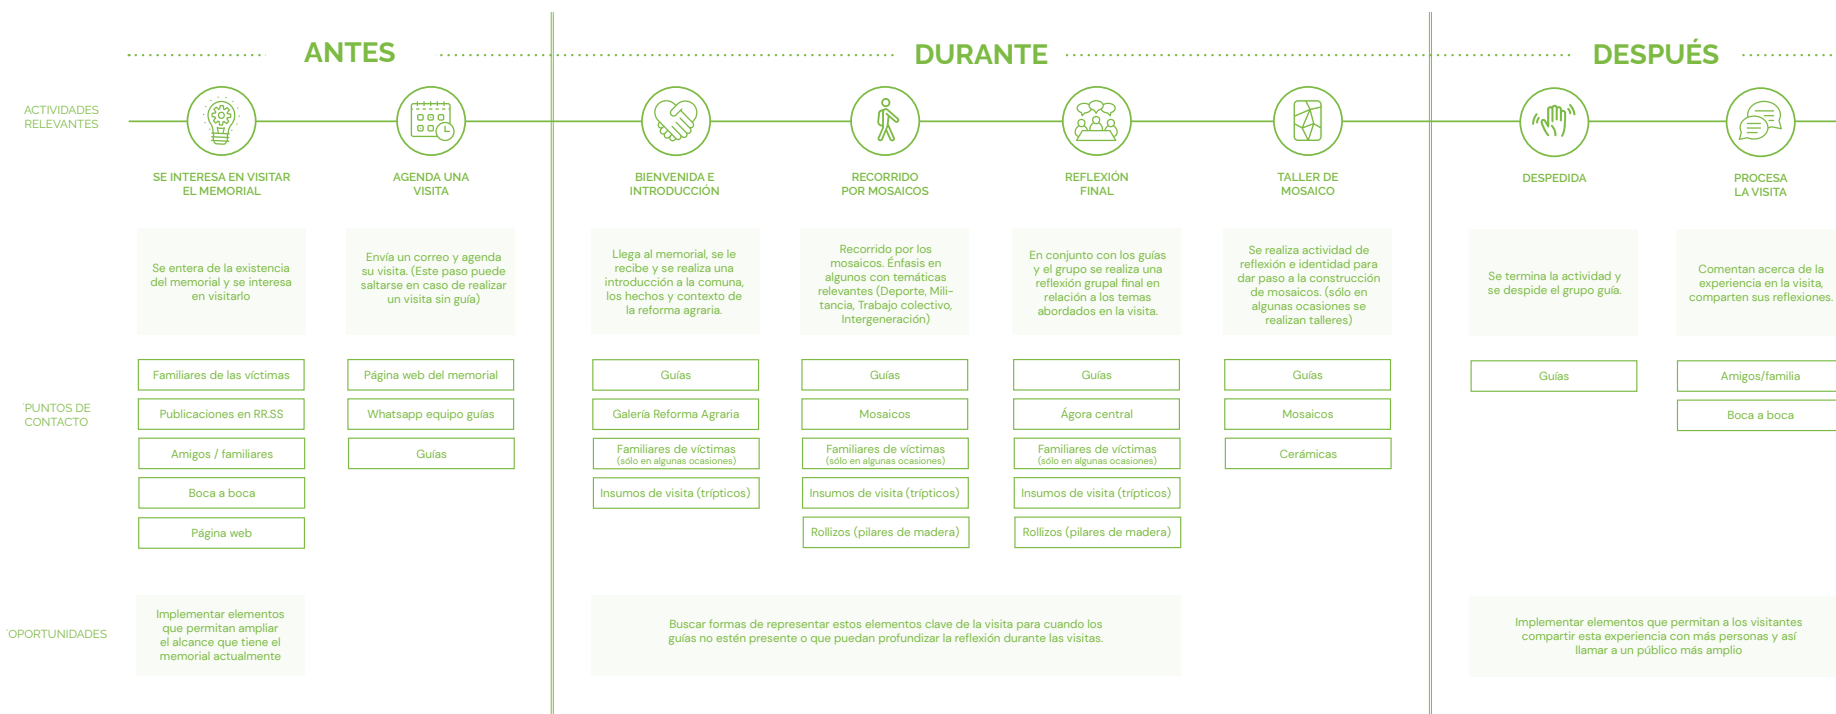 ANTES
DURANTE
DESPUÉS
ACTIVIDADES
RELEVANTES
SE INTERESA EN VISITAR
EL MEMORIAL
AGENDA UNA
VISITA
BIENVENIDA E
INTRODUCCIÓN
RECORRIDO
POR MOSAICOS
REFLEXIÓN
FINAL
TALLER DE
MOSAICO
DESPEDIDA
PROCESA
LA VISITA
Se entera de la existencia
del memorial y se interesa
en visitarlo
Envía un correo y agenda
su visita. (Este paso puede
saltarse en caso de realizar
un visita sin guía)
Llega al memorial, se le
recibe y se realiza una
introducción a la comuna,
los hechos y contexto de
la reforma agraria.
Recorrido por los
mosaicos. Énfasis en
algunos con temáticas
relevantes (Deporte, Mili-
tancia, Trabajo colectivo,
Intergeneración)
En conjunto con los guías
y el grupo se realiza una
reflexión grupal final en
relación a los temas
abordados en la visita.
Se realiza actividad de
reflexión e identidad para
dar paso a la construcción
de mosaicos. (sólo en
algunas ocasiones se
realizan talleres)
Se termina la actividad y
se despide el grupo guía.
Comentan acerca de la
experiencia en la visita,
comparten sus reflexiones.
PUNTOS DE
CONTACTO
Familiares de las víctimas
Publicaciones en RR.SS
Amigos / familiares
Boca a boca
Página web
Página web del memorial
Whatsapp equipo guías
Guías
Guías
Galería Reforma Agraria
Familiares de víctimas
(sólo en algunas ocasiones)
Insumos de visita (trípticos)
Guías
Mosaicos
Familiares de víctimas
(sólo en algunas ocasiones)
Insumos de visita (trípticos)
Rollizos (pilares de madera)
Guías
Ágora central
Familiares de víctimas
(sólo en algunas ocasiones)
Insumos de visita (trípticos)
Rollizos (pilares de madera)
Guías
Mosaicos
Cerámicas
Guías
Amigos/familia
Boca a boca
OPORTUNIDADES
Implementar elementos
que permitan ampliar
el alcance que tiene el
memorial actualmente
Buscar formas de representar estos elementos clave de la visita para cuando los
guías no estén presente o que puedan profundizar la reflexión durante las visitas.
Implementar elementos que permitan a los visitantes
compartir esta experiencia con más personas y así
llamar a un público más amplio